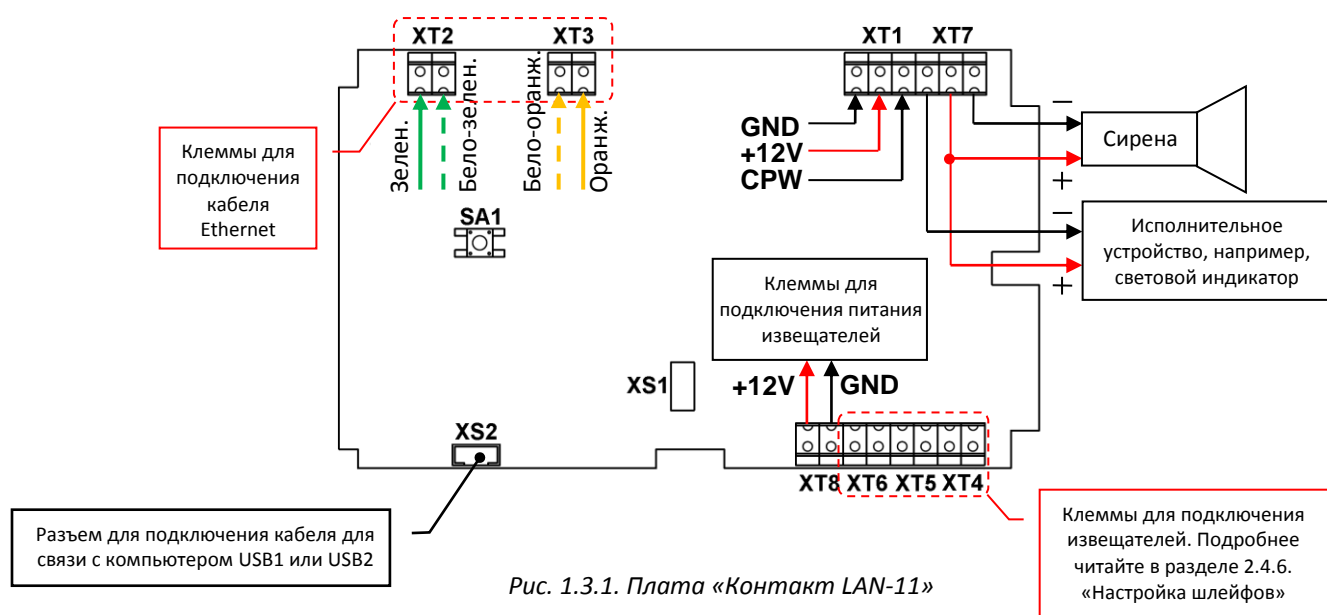 XT2
XT3
XT1
XT7
Клеммы для
подключения
кабеля
Ethernet
Зелен.
Бело-зелен.
Бело-оранж.
Оранж.
GND
+12V
CPW
–
Сирена
+
–
Исполнительное
устройство, например,
световой индикатор
+
SA1
Клеммы для
подключения питания
извещателей
XS1
+12V
GND
XS2
XT8
XT6
XT5
XT4
Разъем для подключения кабеля для
связи с компьютером USB1 или USB2
Клеммы для подключения
извещателей. Подробнее
читайте в разделе 2.4.6.
«Настройка шлейфов»
Рис. 1.3.1. Плата «Контакт LAN-11»